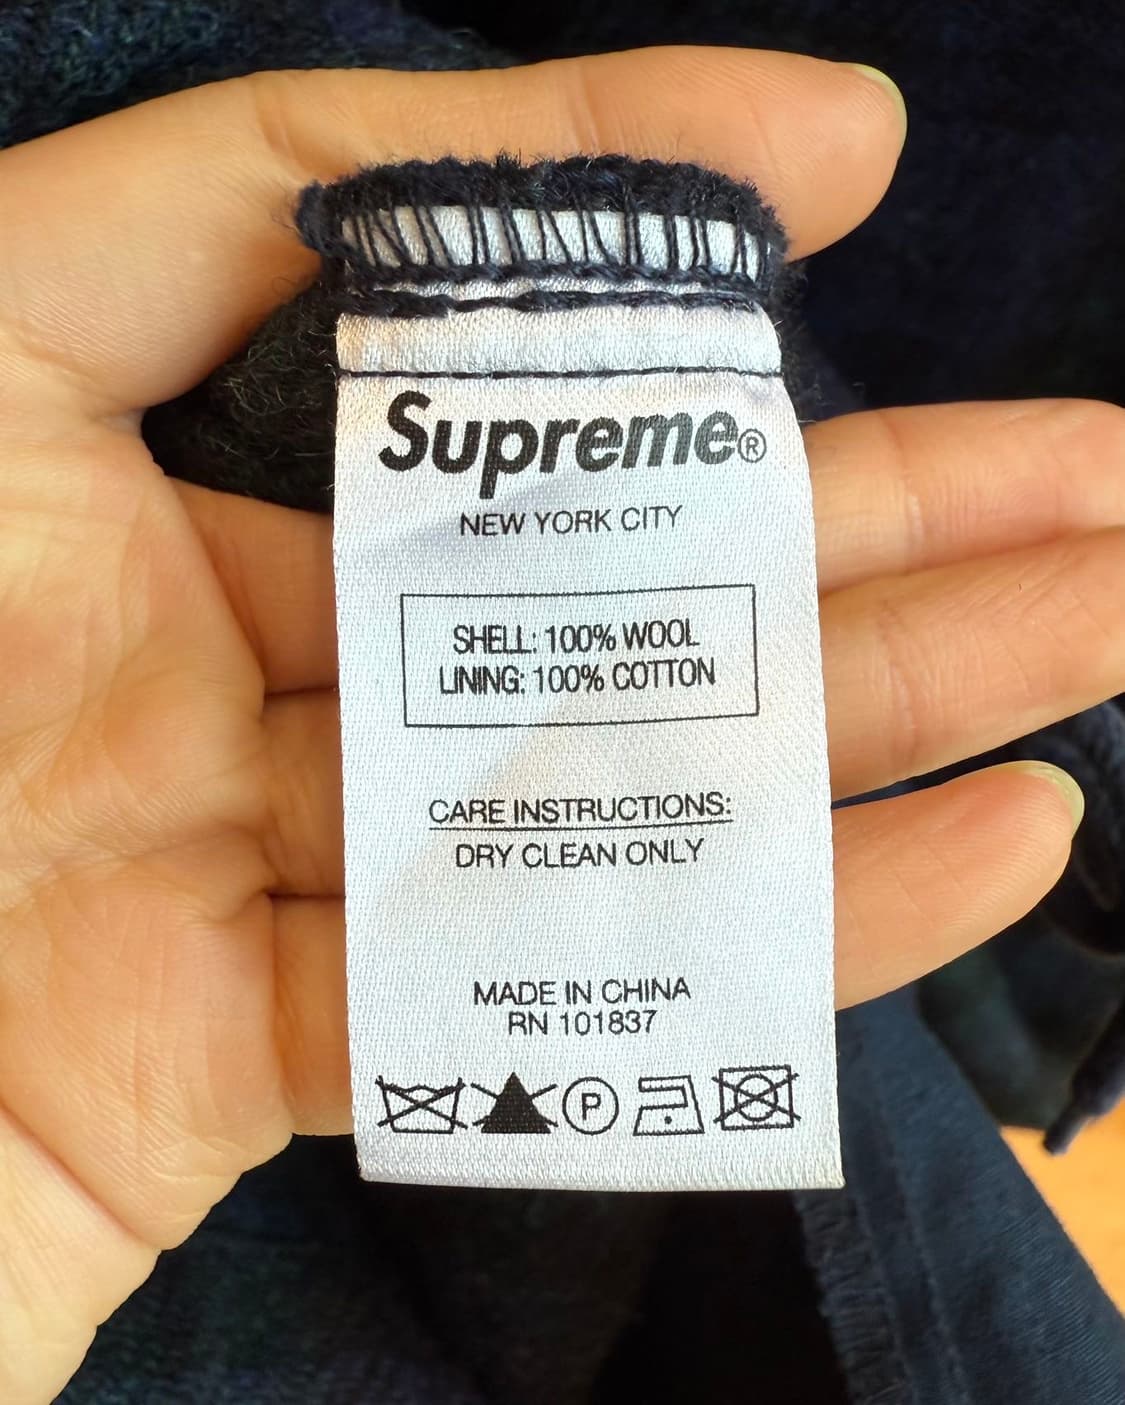 Supreme®
NEW YORK CITY
SHELL: 100% WOOL
LINING: 100% COTTON
CARE INSTRUCTIONS:
DRY CLEAN ONLY
MADE IN CHINA
RN 101837
P